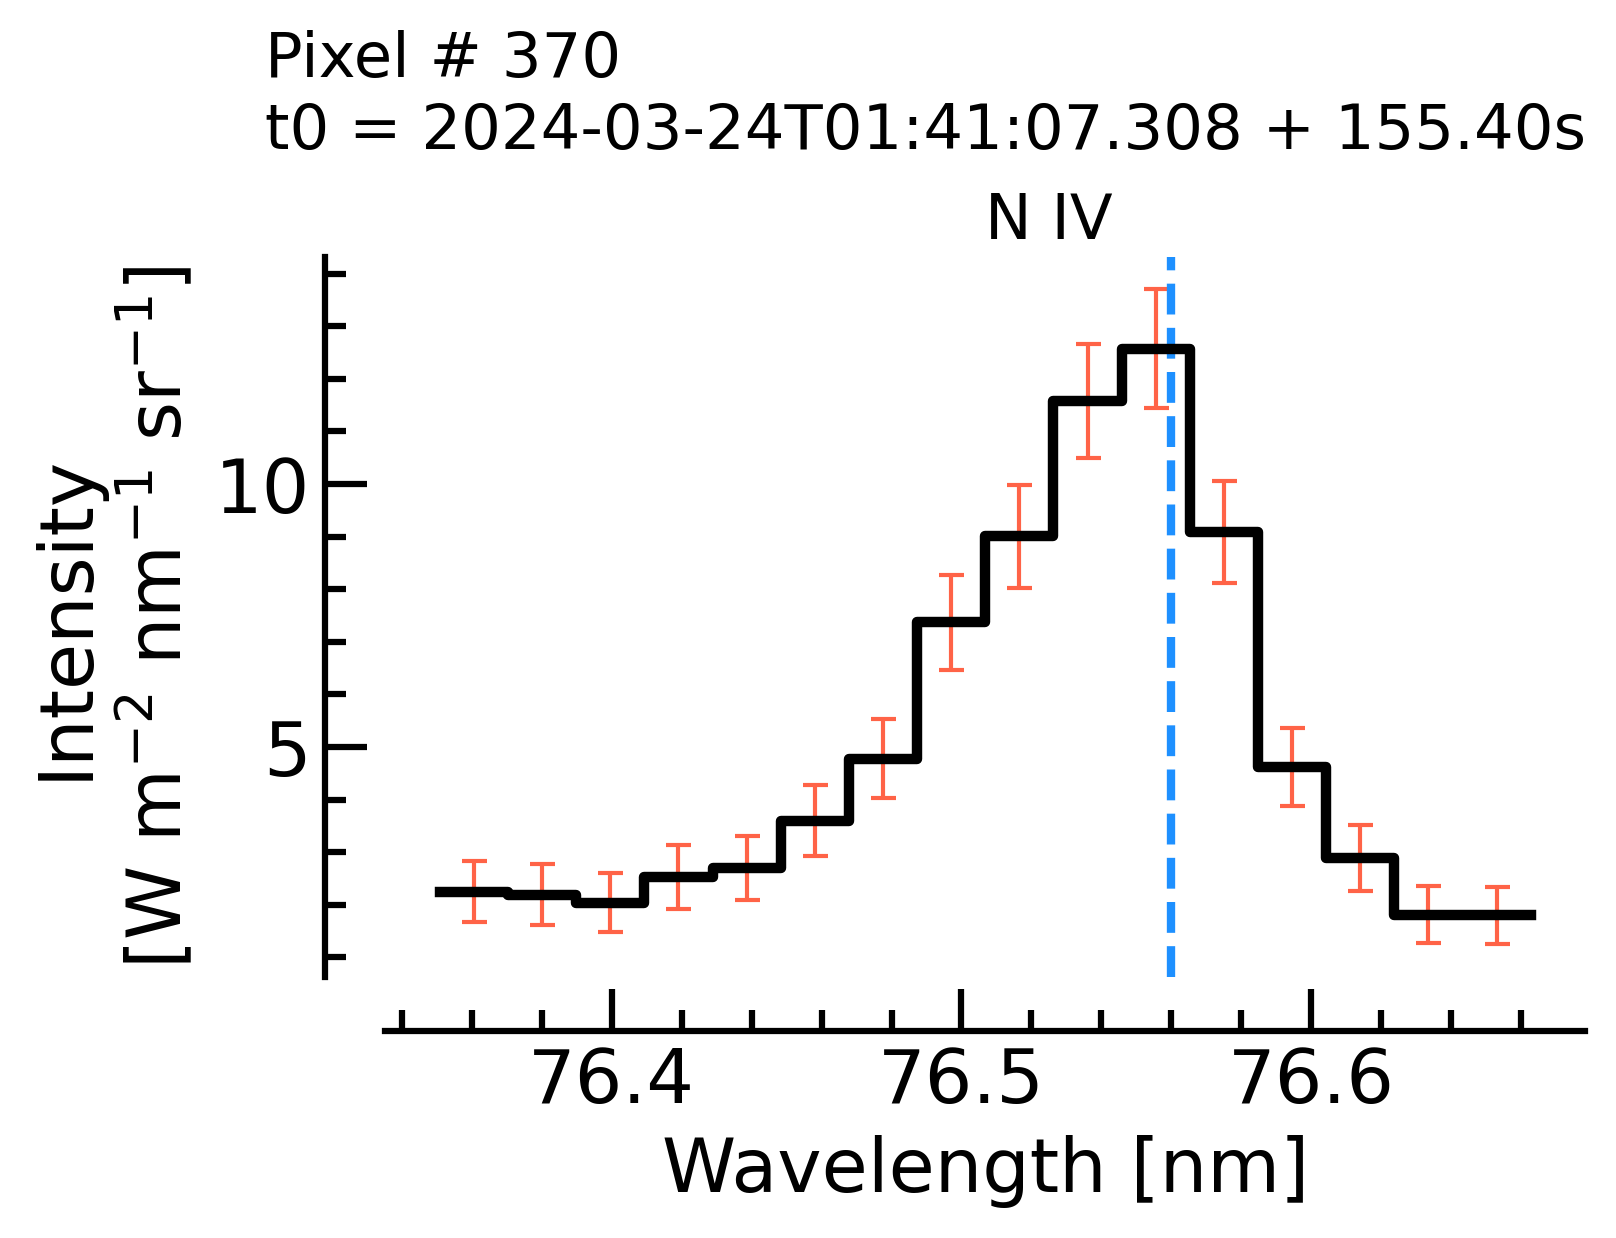 Pixel # 370
t0 = 2024-03-24T01:41:07.308 + 155.40s
N IV
Intensity
[W m⁻² nm⁻¹ sr⁻¹]
10
5
76.4 76.5 76.6
Wavelength [nm]